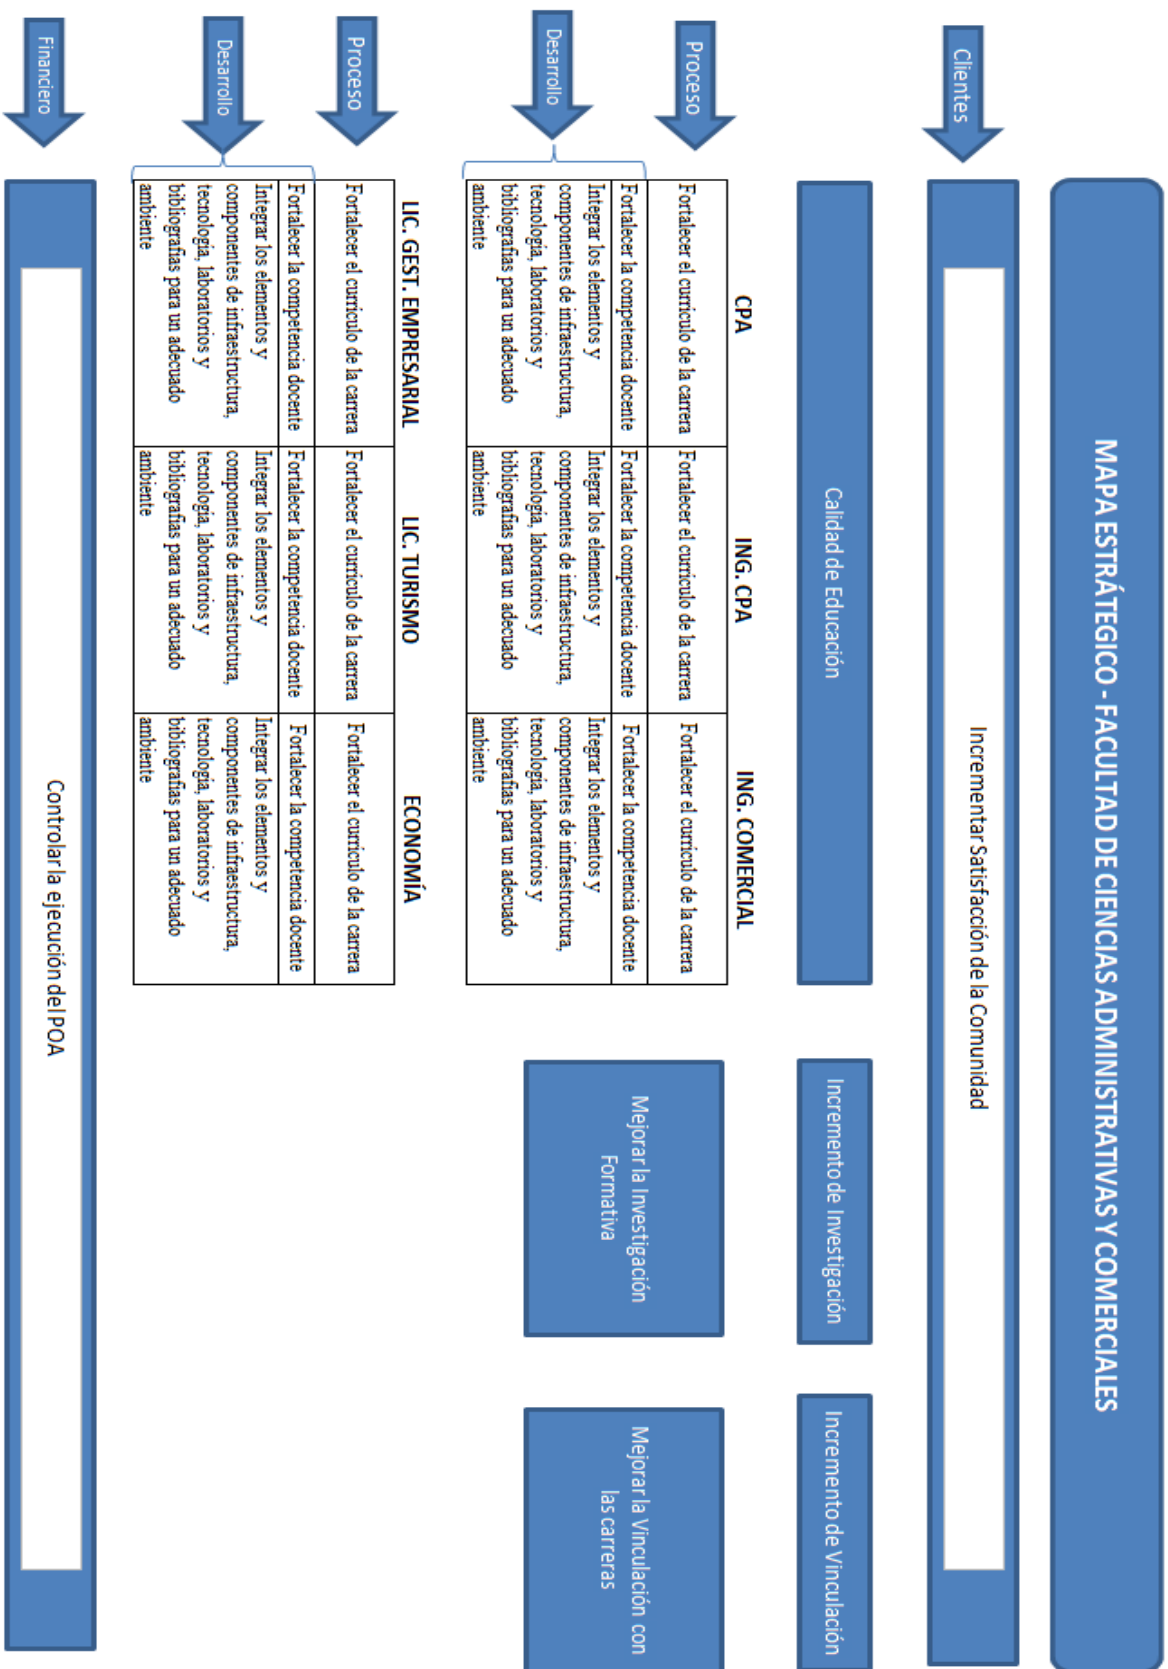 MAPA ESTRÁTEGICO - FACULTAD DE CIENCIAS ADMINISTRATIVAS Y COMERCIALES
Clientes
Incrementar Satisfacción de la Comunidad
Calidad de Educación
Incremento de Investigación
Incremento de Vinculación
CPA
ING. CPA
ING. COMERCIAL
Proceso
Fortalecer el currículo de la carrera
Fortalecer el currículo de la carrera
Fortalecer el currículo de la carrera
Desarrollo
Fortalecer la competencia docente
Fortalecer la competencia docente
Fortalecer la competencia docente
Integrar los elementos y
componentes de infraestructura,
tecnología, laboratorios y
bibliografías para un adecuado
ambiente
Integrar los elementos y
componentes de infraestructura,
tecnología, laboratorios y
bibliografías para un adecuado
ambiente
Integrar los elementos y
componentes de infraestructura,
tecnología, laboratorios y
bibliografías para un adecuado
ambiente
Mejorar la Investigación
Formativa
Mejorar la Vinculación con
las carreras
LIC. GEST. EMPRESARIAL
LIC. TURISMO
ECONOMÍA
Proceso
Fortalecer el currículo de la carrera
Fortalecer el currículo de la carrera
Fortalecer el currículo de la carrera
Desarrollo
Fortalecer la competencia docente
Fortalecer la competencia docente
Fortalecer la competencia docente
Integrar los elementos y
componentes de infraestructura,
tecnología, laboratorios y
bibliografías para un adecuado
ambiente
Integrar los elementos y
componentes de infraestructura,
tecnología, laboratorios y
bibliografías para un adecuado
ambiente
Integrar los elementos y
componentes de infraestructura,
tecnología, laboratorios y
bibliografías para un adecuado
ambiente
Financiero
Controlar la ejecución del POA